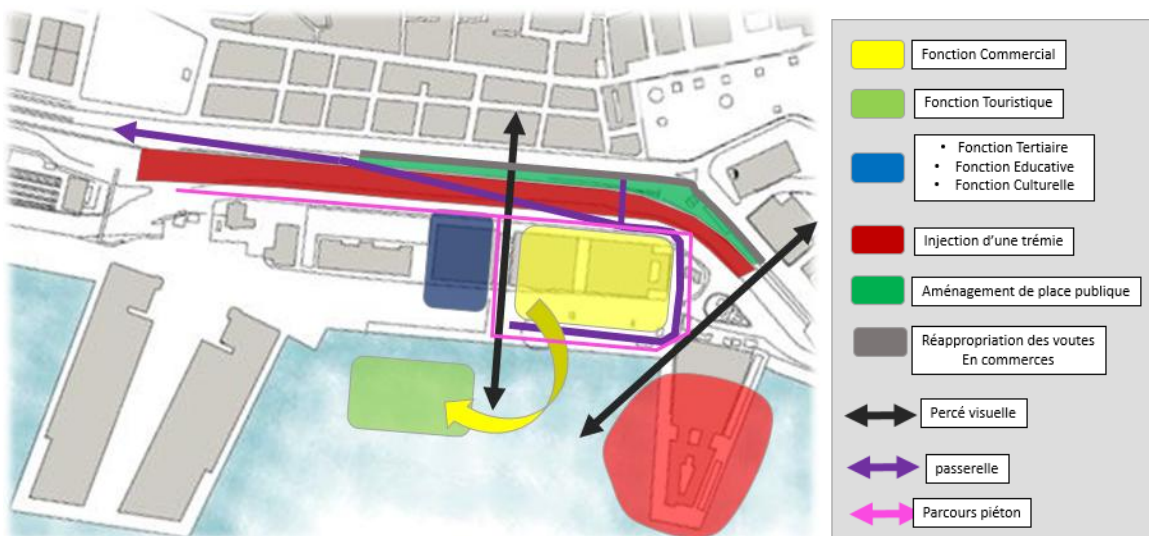 Fonction Commercial
Fonction Touristique
• Fonction Tertiaire
• Fonction Educative
• Fonction Culturelle
Injection d’une trémie
Aménagement de place publique
Réappropriation des voutes
En commerces
Percé visuelle
passerelle
Parcours piéton